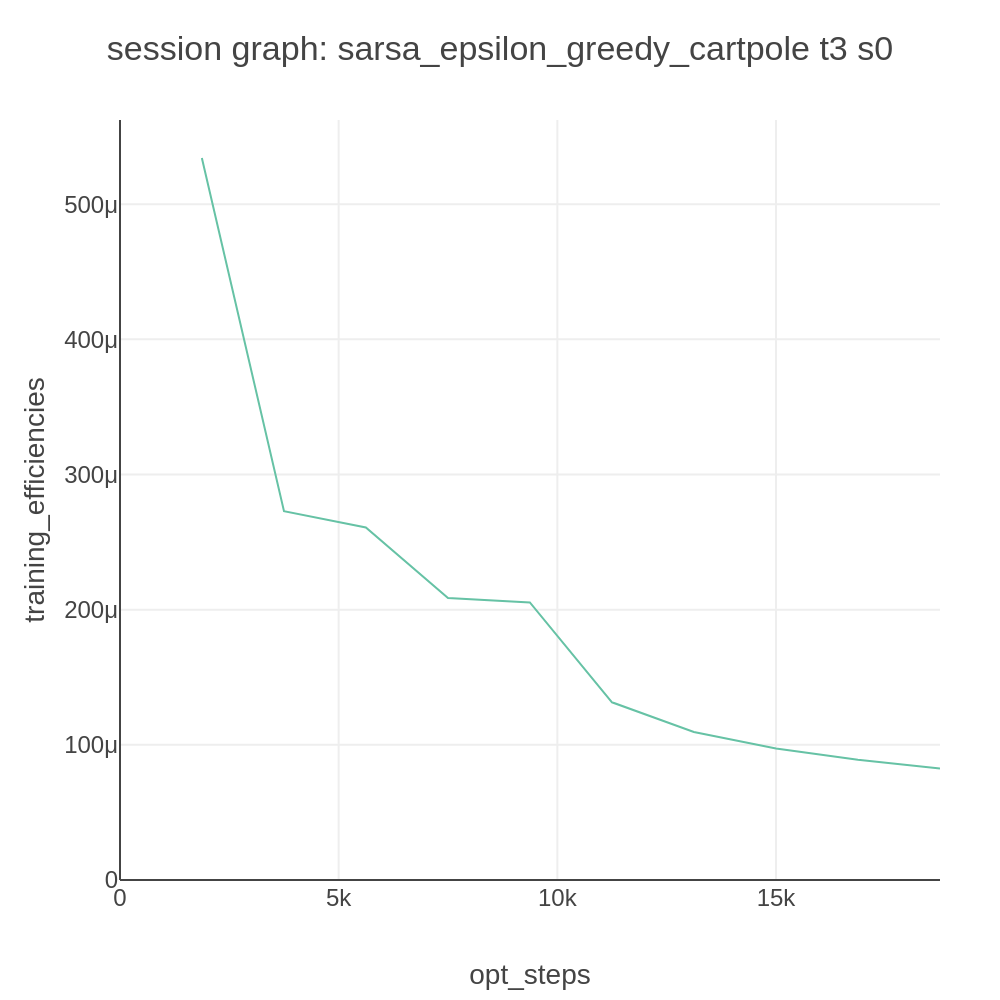 session graph: sarsa_epsilon_greedy_cartpole t3 s0
training_efficiencies
500μ
400μ
300μ
200μ
100μ
0
0 5k 10k 15k
opt_steps